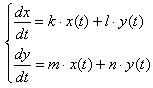 dx/dt = k · x(t) + l · y(t)
dy/dt = m · x(t) + n · y(t)